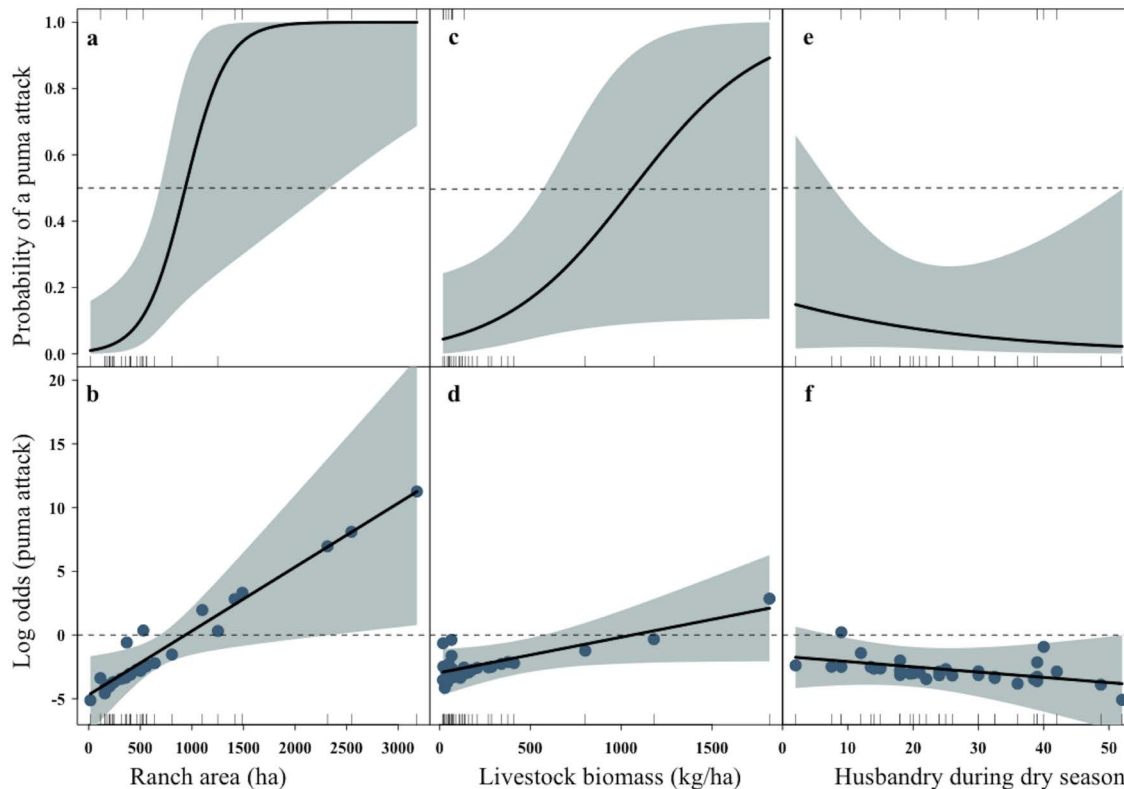 a
c
e
Probability of a puma attack
1.0
0.8
0.6
0.4
0.2
0.0
b
d
f
Log odds (puma attack)
20
15
10
5
0
-5
0 500 1000 1500 2000 2500 3000
0 500 1000 1500
0 10 20 30 40 50
Ranch area (ha)
Livestock biomass (kg/ha)
Husbandry during dry season